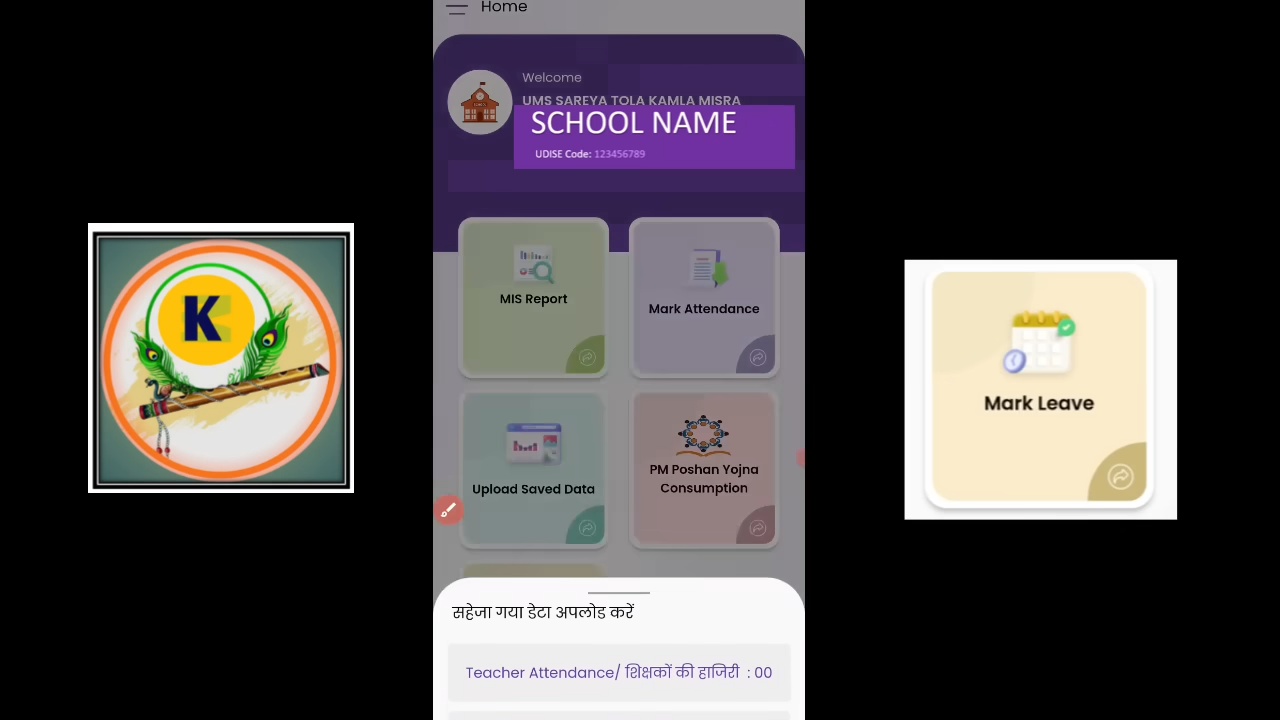 Home
Welcome
UMS SAREYA TOLA KAMLA MISRA
SCHOOL NAME
UDISE Code: 123456789
K
MIS Report
Mark Attendance
Mark Leave
Upload Saved Data
PM Poshan Yojna
Consumption
सहेजा गया डेटा अपलोड करें
Teacher Attendance/ शिक्षकों की हाजिरी : 00